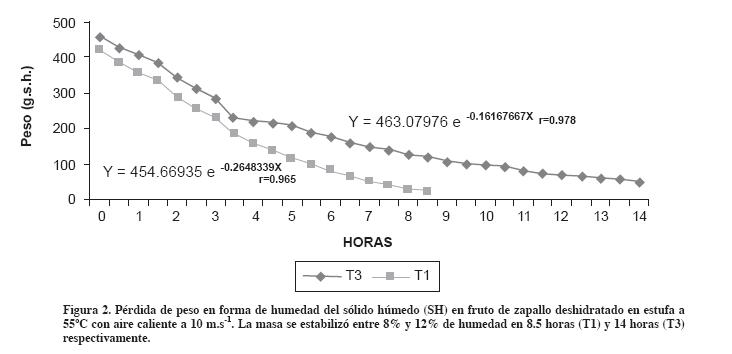 500
400
300
200
100
0
Peso (g.s.h.)
Y = 463.07976 e -0.16167667X r=0.978
Y = 454.66935 e -0.2648339X r=0.965
0 1 2 3 4 5 6 7 8 9 10 11 12 13 14
HORAS
T3 T1
Figura 2. Pérdida de peso en forma de humedad del sólido húmedo (SH) en fruto de zapallo deshidratado en estufa a
55ºC con aire caliente a 10 m.s-1. La masa se estabilizó entre 8% y 12% de humedad en 8.5 horas (T1) y 14 horas (T3)
respectivamente.